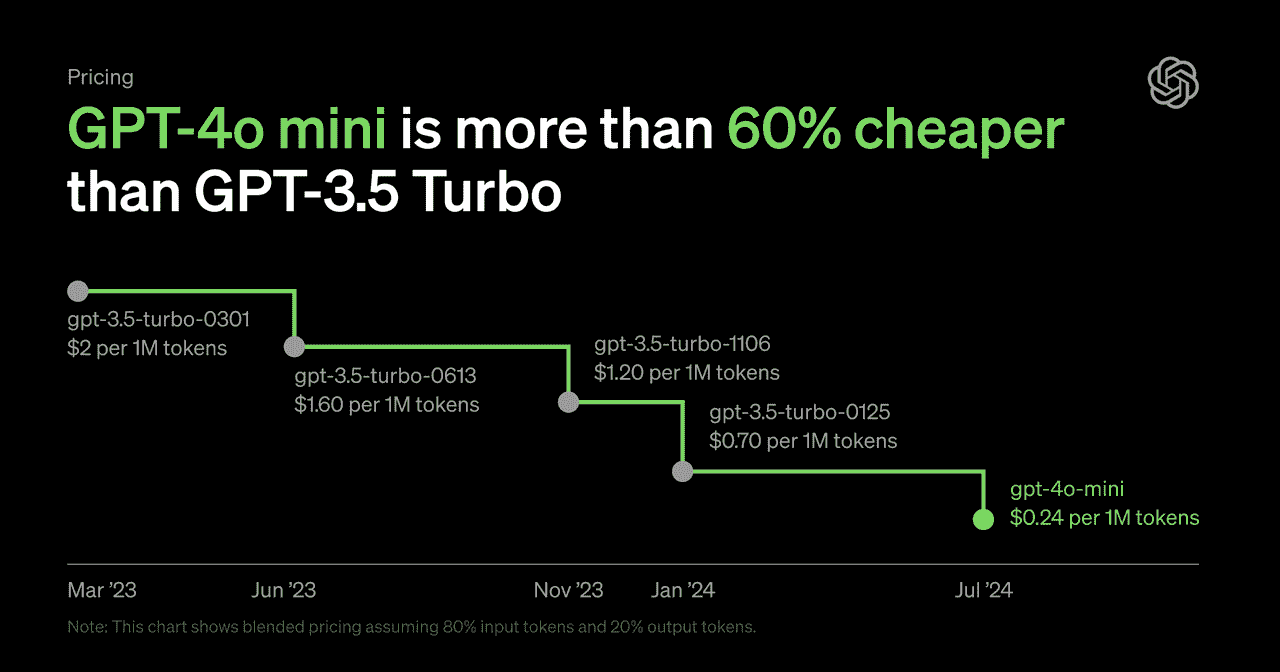 Pricing
GPT-4o mini is more than 60% cheaper
than GPT-3.5 Turbo
gpt-3.5-turbo-0301
$2 per 1M tokens
gpt-3.5-turbo-0613
$1.60 per 1M tokens
gpt-3.5-turbo-1106
$1.20 per 1M tokens
gpt-3.5-turbo-0125
$0.70 per 1M tokens
gpt-4o-mini
$0.24 per 1M tokens
Mar ’23 Jun ’23 Nov ’23 Jan ’24 Jul ’24
Note: This chart shows blended pricing assuming 80% input tokens and 20% output tokens.